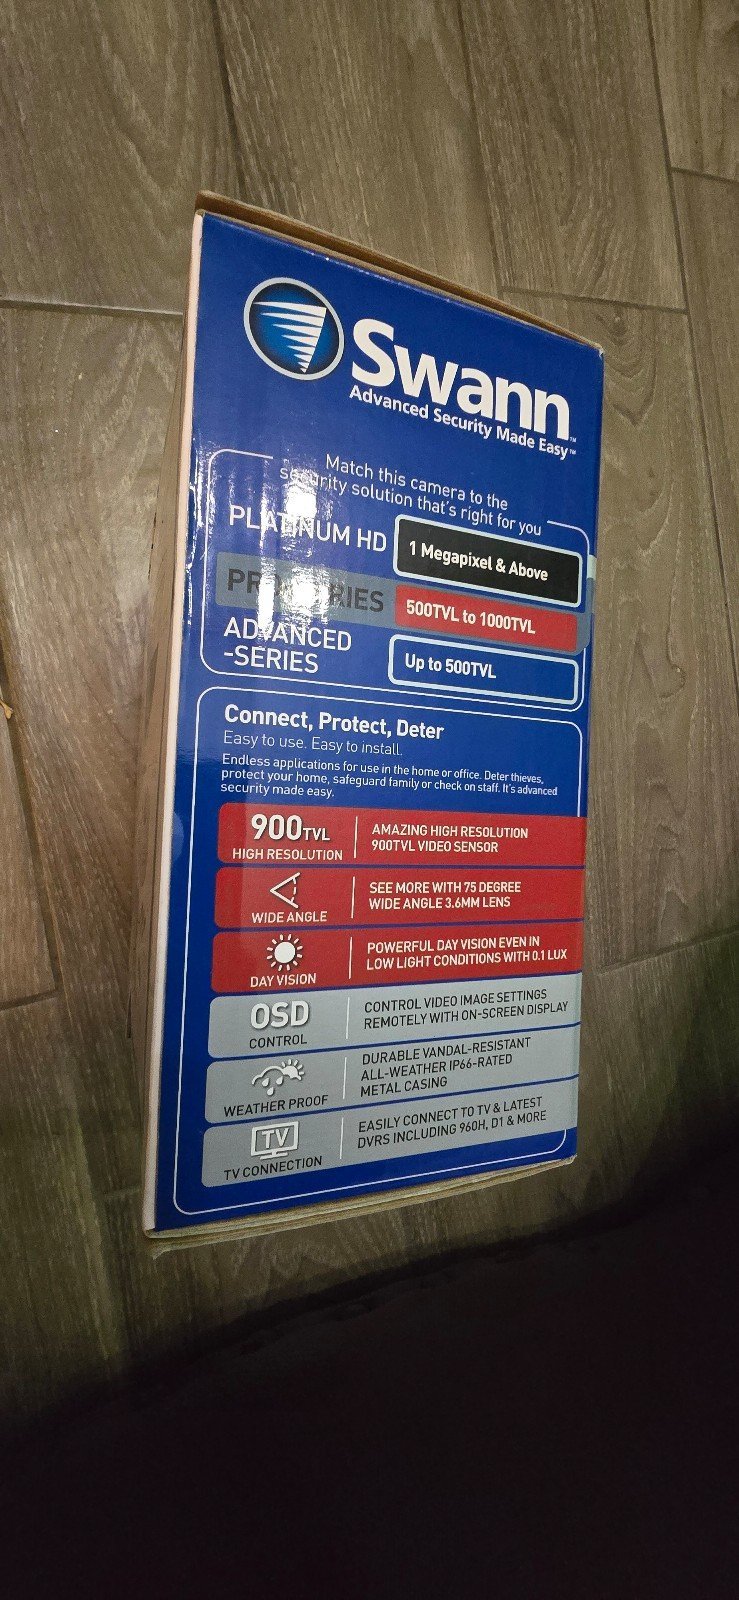 Swann™
Advanced Security Made Easy™
Match this camera to the
security solution that's right for you
PLATINUM HD
1 Megapixel & Above
PRO-SERIES
500TVL to 1000TVL
ADVANCED
-SERIES
Up to 500TVL
Connect, Protect, Deter
Easy to use. Easy to install.
Endless applications for use in the home or office. Deter thieves,
protect your home, safeguard family or check on staff. It's advanced
security made easy.
900TVL
HIGH RESOLUTION
AMAZING HIGH RESOLUTION
900TVL VIDEO SENSOR
WIDE ANGLE
SEE MORE WITH 75 DEGREE
WIDE ANGLE 3.6MM LENS
DAY VISION
POWERFUL DAY VISION EVEN IN
LOW LIGHT CONDITIONS WITH 0.1 LUX
OSD
CONTROL
CONTROL VIDEO IMAGE SETTINGS
REMOTELY WITH ON-SCREEN DISPLAY
WEATHER PROOF
DURABLE VANDAL-RESISTANT
ALL-WEATHER IP66-RATED
METAL CASING
TV
TV CONNECTION
EASILY CONNECT TO TV & LATEST
DVRS INCLUDING 960H, D1 & MORE